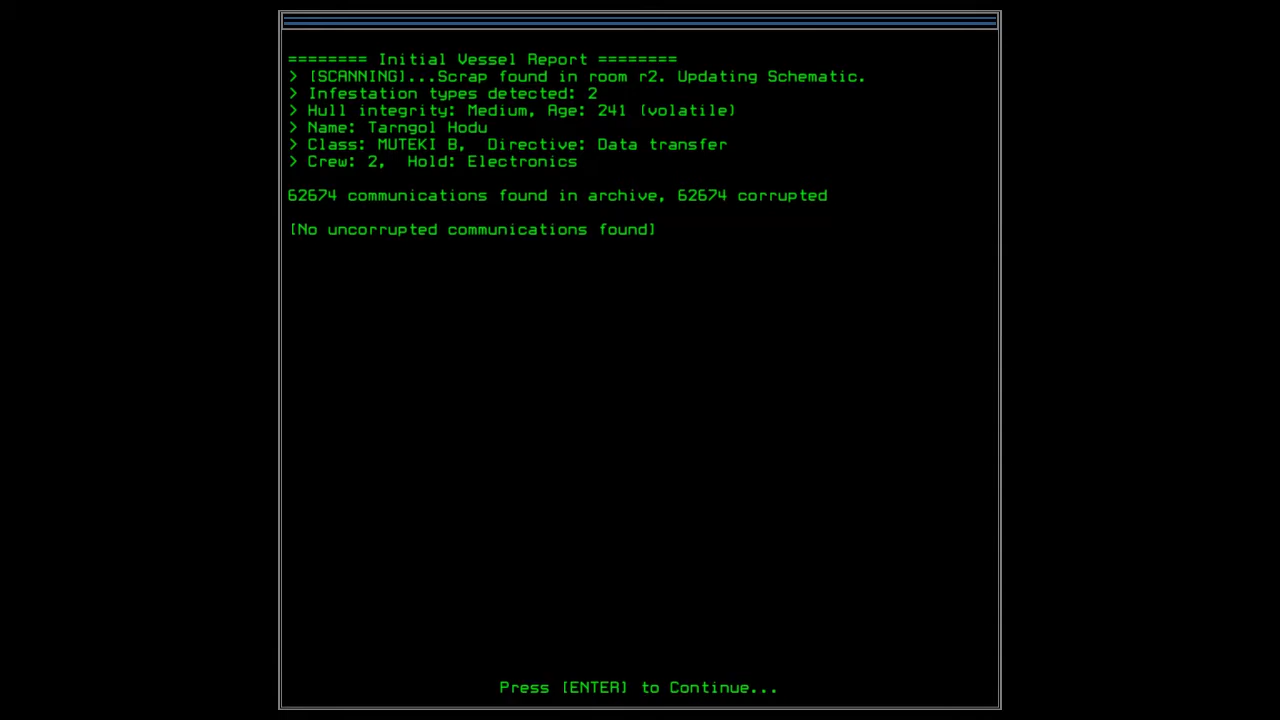 ======== Initial Vessel Report ========
> [SCANNING]...Scrap found in room r2. Updating Schematic.
> Infestation types detected: 2
> Hull integrity: Medium, Age: 241 (volatile)
> Name: Tarngol Hodu
> Class: MUTEKI B,  Directive: Data transfer
> Crew: 2,  Hold: Electronics
62674 communications found in archive, 62674 corrupted
[No uncorrupted communications found]
Press [ENTER] to Continue...